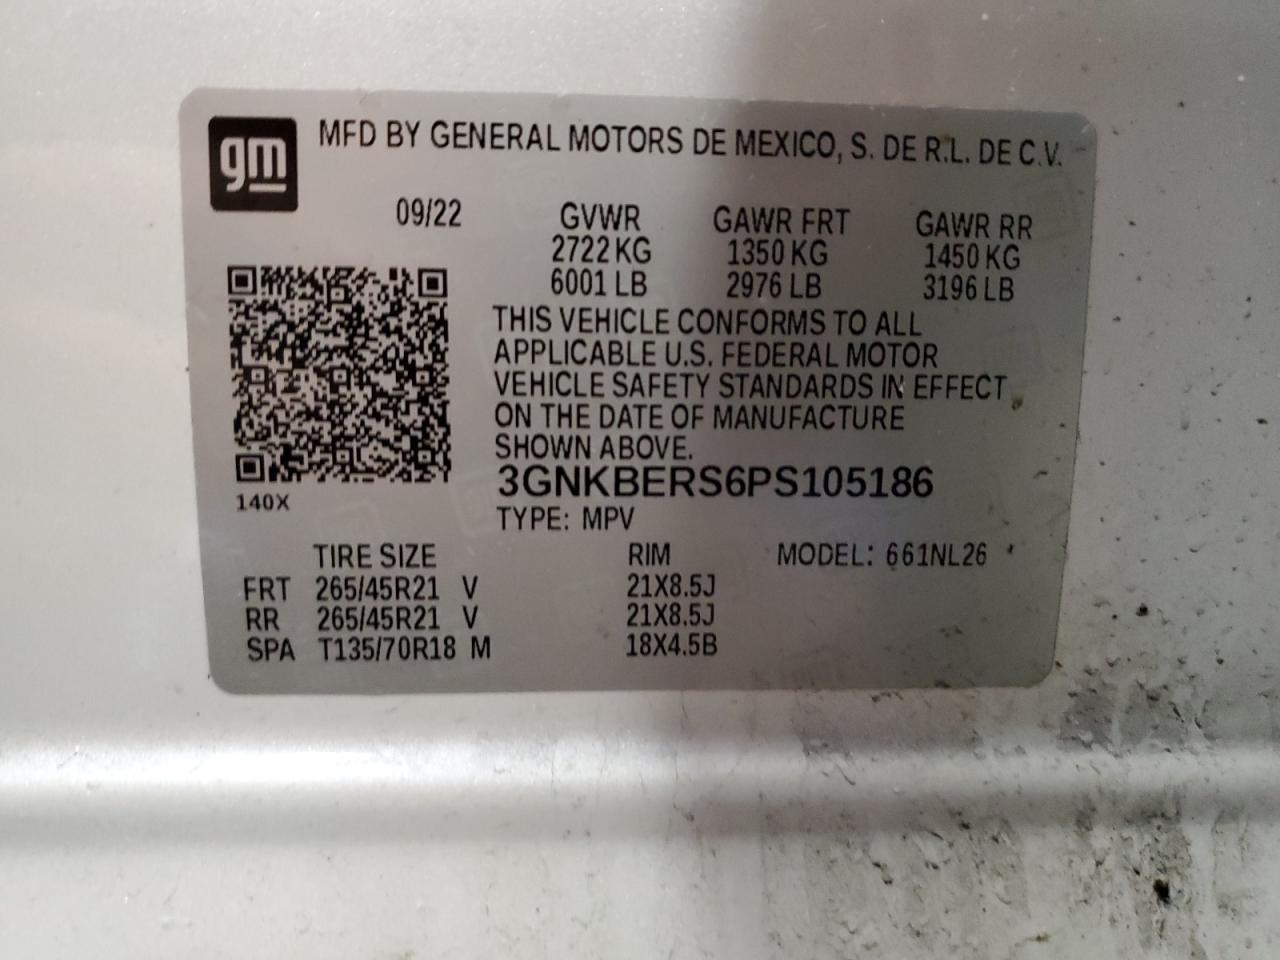 gm MFD BY GENERAL MOTORS DE MEXICO, S. DE R.L. DE C.V.
09/22 GVWR GAWR FRT GAWR RR
2722 KG 1350 KG 1450 KG
6001 LB 2976 LB 3196 LB
THIS VEHICLE CONFORMS TO ALL
APPLICABLE U.S. FEDERAL MOTOR
VEHICLE SAFETY STANDARDS IN EFFECT
ON THE DATE OF MANUFACTURE
SHOWN ABOVE.
3GNKBERS6PS105186
140X
TYPE: MPV
TIRE SIZE RIM MODEL: 661NL26
FRT 265/45R21 V 21X8.5J
RR 265/45R21 V 21X8.5J
SPA T135/70R18 M 18X4.5B